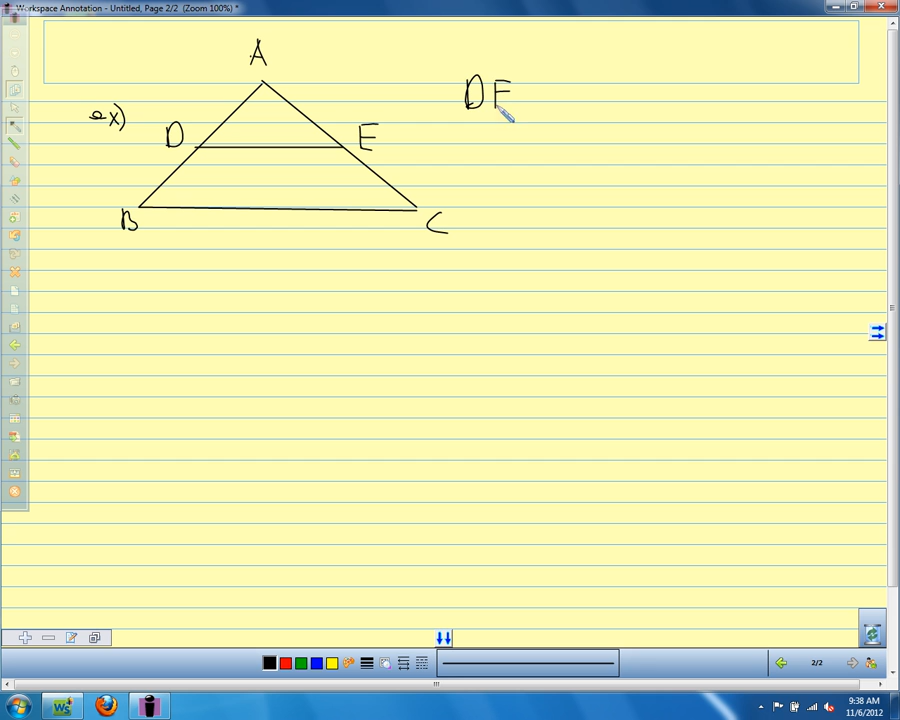 Workspace Annotation - Untitled, Page 2/2 (Zoom 100%) *
A
DF
ex)
D
E
B
C
2/2
9:38 AM
11/6/2012